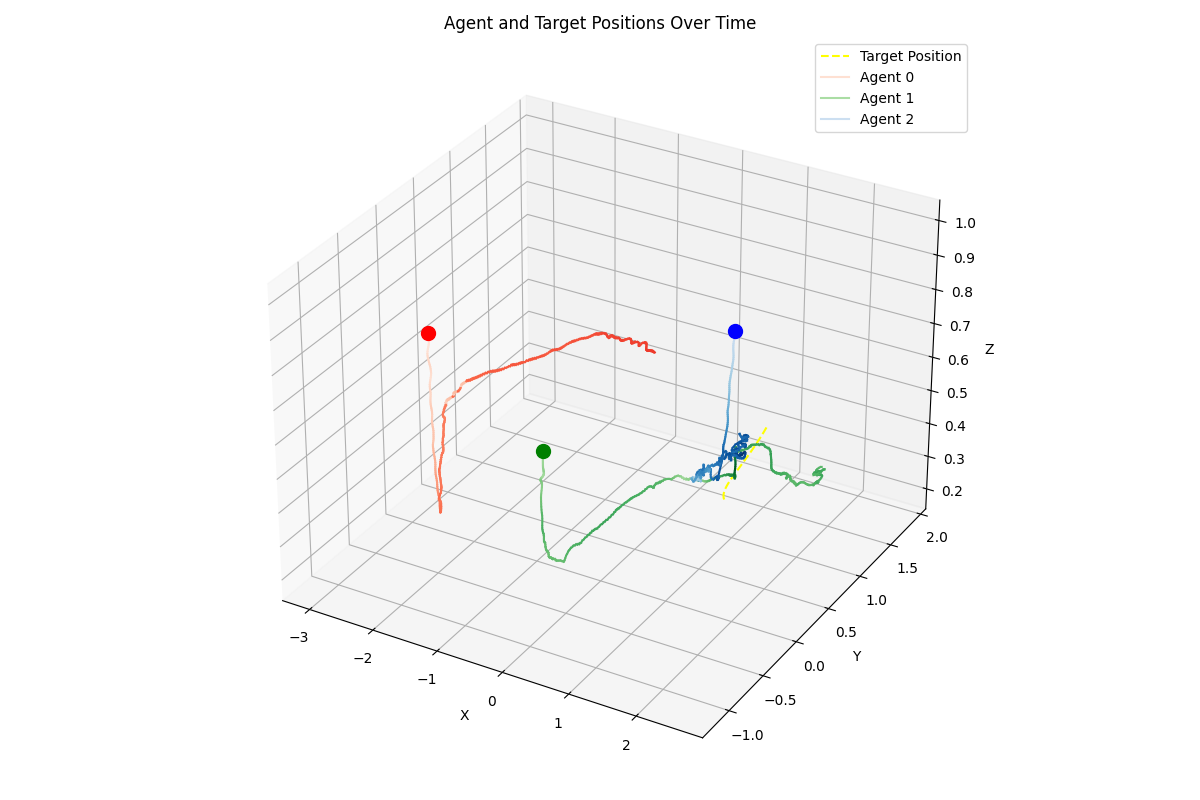 Agent and Target Positions Over Time
Target Position
Agent 0
Agent 1
Agent 2
1.0
0.9
0.8
0.7
Z
0.6
0.5
0.4
0.3
0.2
2.0
1.5
1.0
0.5
0.0
−0.5
−1.0
Y
−3
−2
−1
0
1
2
X